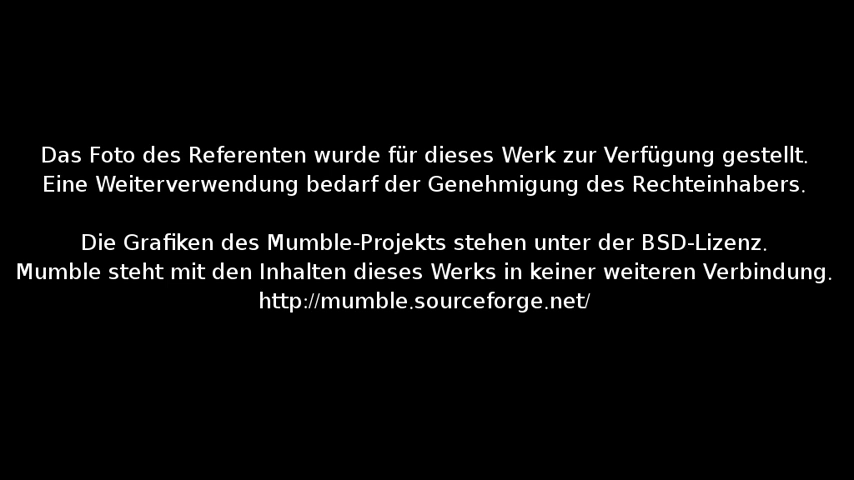 Das Foto des Referenten wurde für dieses Werk zur Verfügung gestellt.
Eine Weiterverwendung bedarf der Genehmigung des Rechteinhabers.
Die Grafiken des Mumble-Projekts stehen unter der BSD-Lizenz.
Mumble steht mit den Inhalten dieses Werks in keiner weiteren Verbindung.
http://mumble.sourceforge.net/